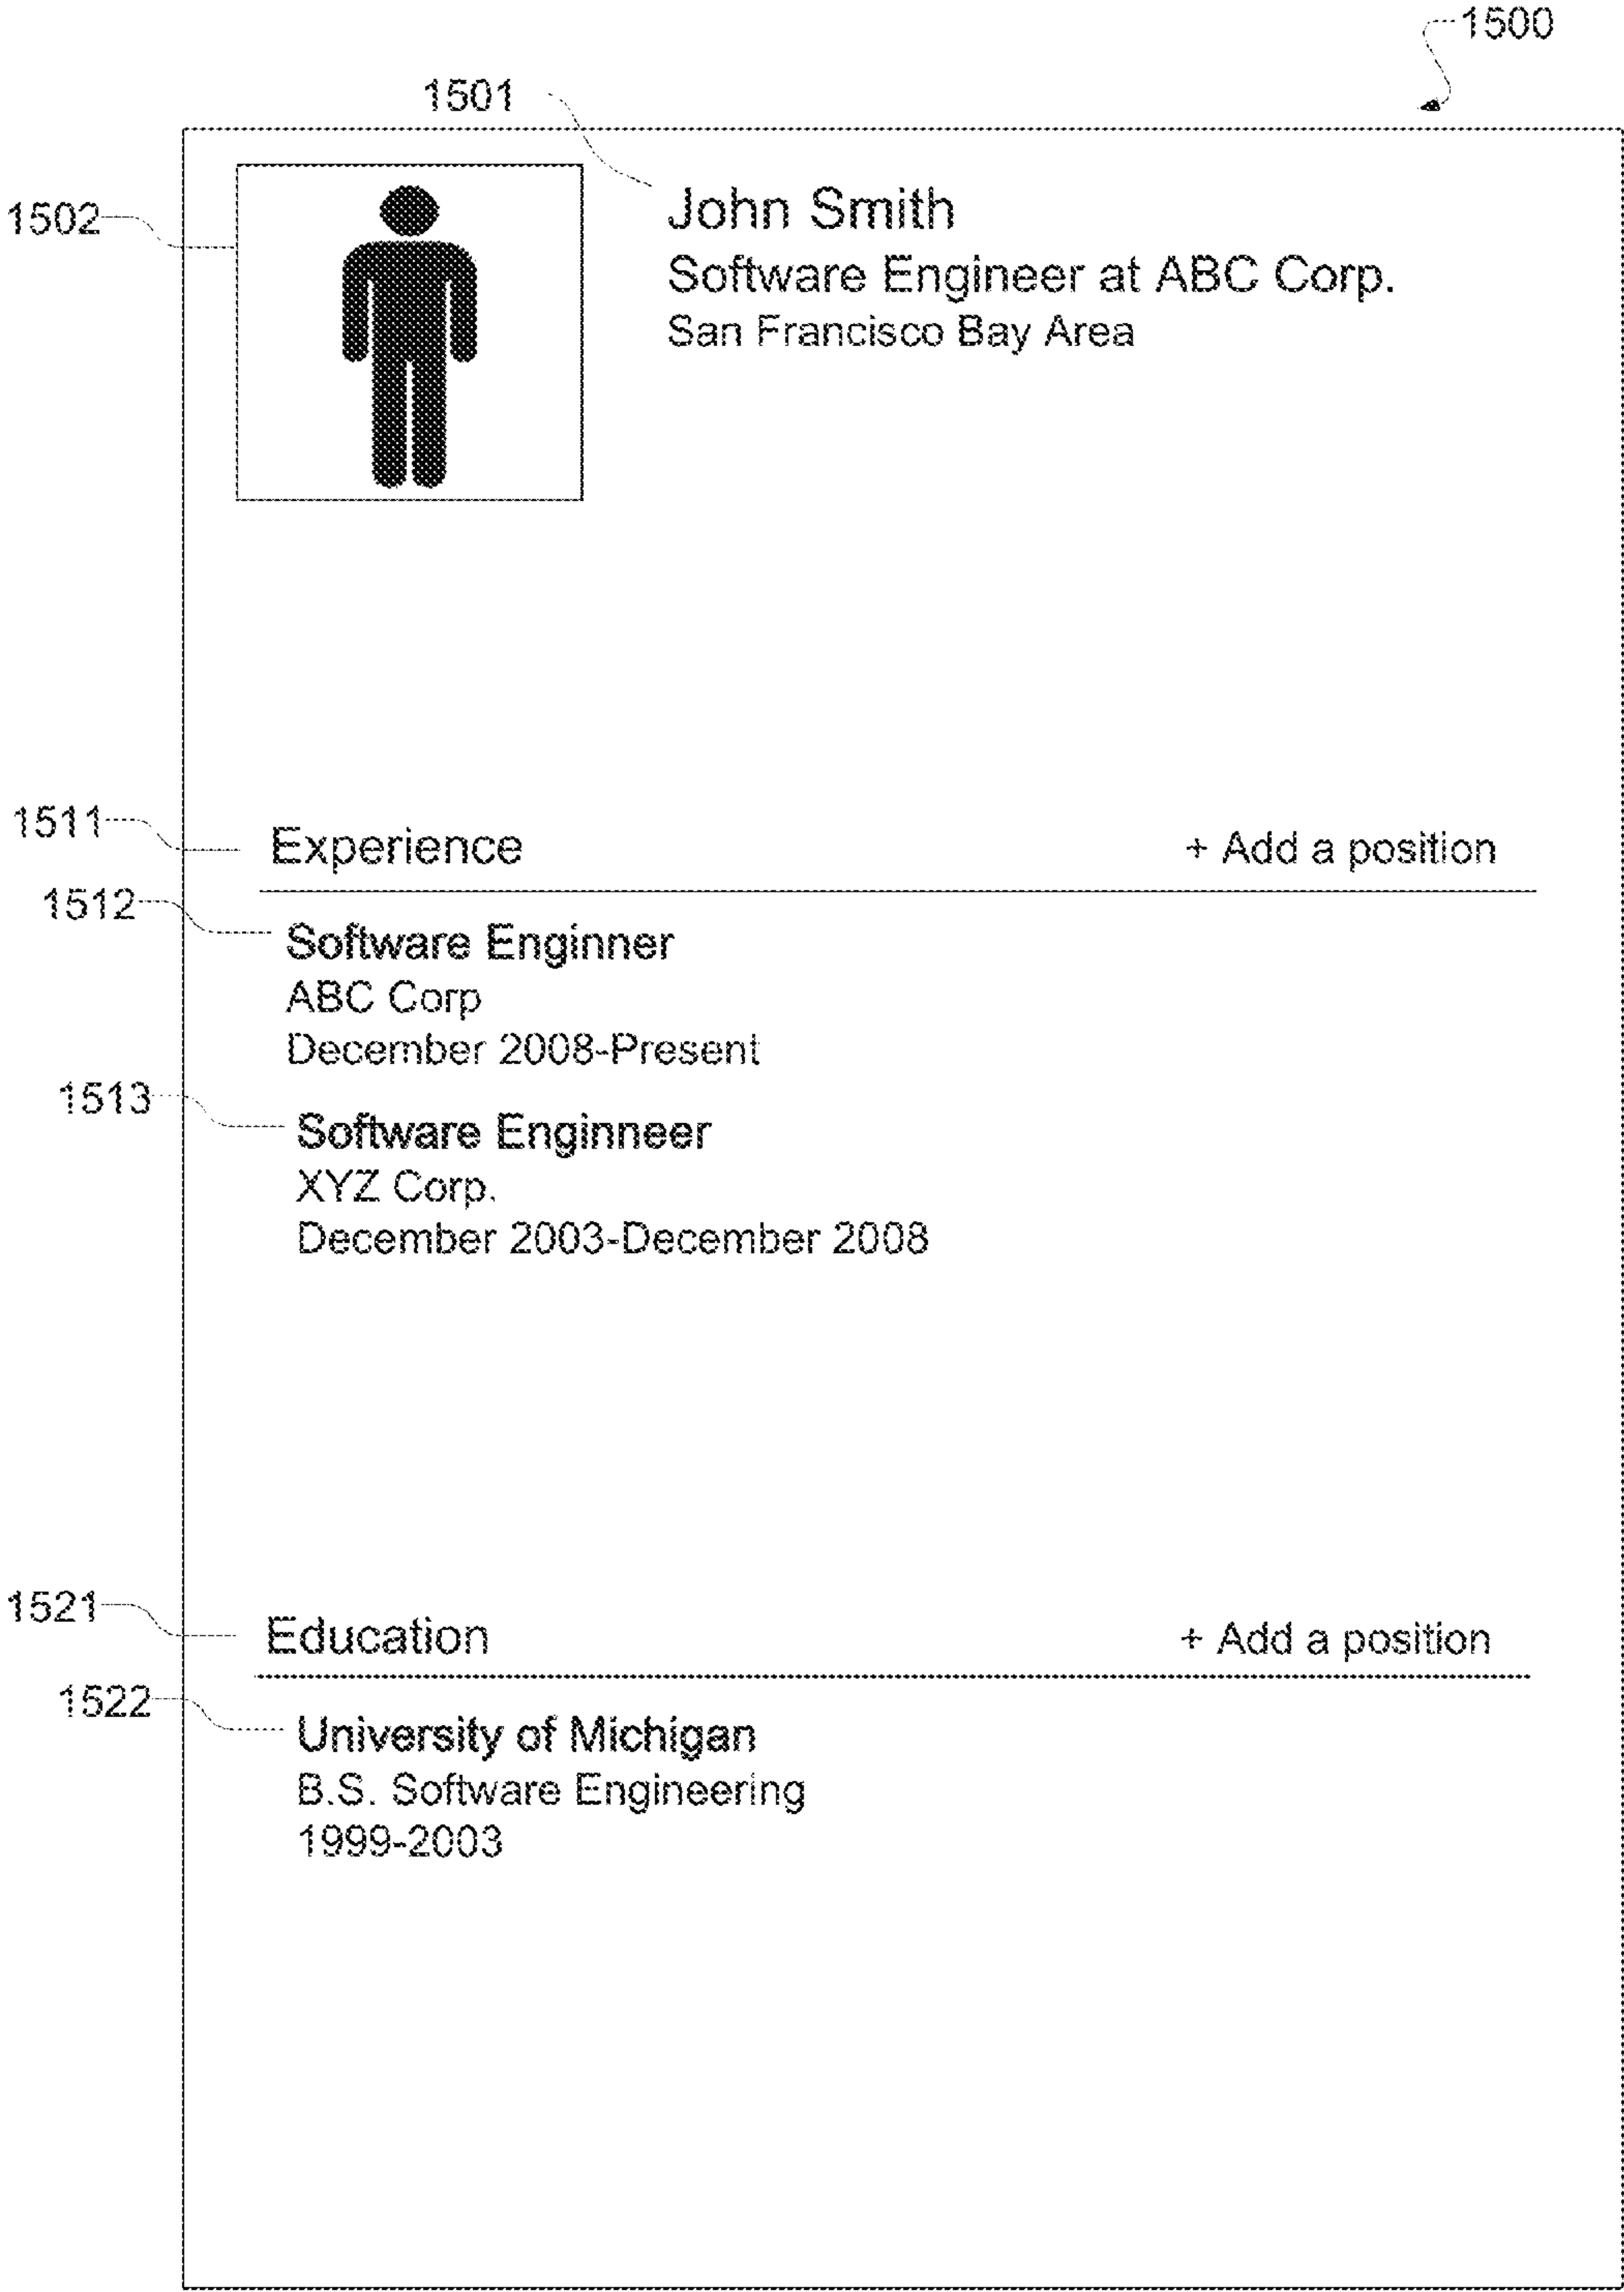 1500
1501
1502
John Smith
Software Engineer at ABC Corp.
San Francisco Bay Area
1511
Experience
+ Add a position
1512
Software Enginner
ABC Corp
December 2008-Present
1513
Software Enginneer
XYZ Corp.
December 2003-December 2008
1521
Education
+ Add a position
1522
University of Michigan
B.S. Software Engineering
1999-2003